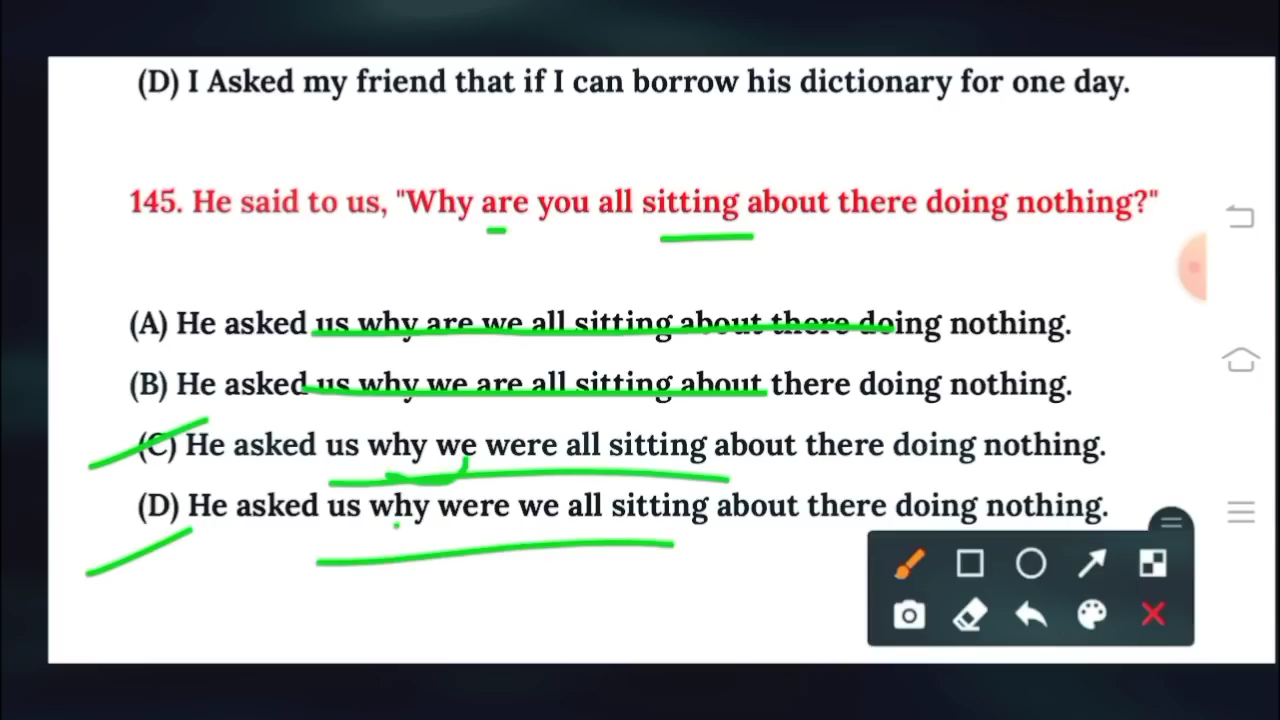 (D) I Asked my friend that if I can borrow his dictionary for one day.
145. He said to us, "Why are you all sitting about there doing nothing?"
(A) He asked us why are we all sitting about there doing nothing.
(B) He asked us why we are all sitting about there doing nothing.
(C) He asked us why we were all sitting about there doing nothing.
(D) He asked us why were we all sitting about there doing nothing.